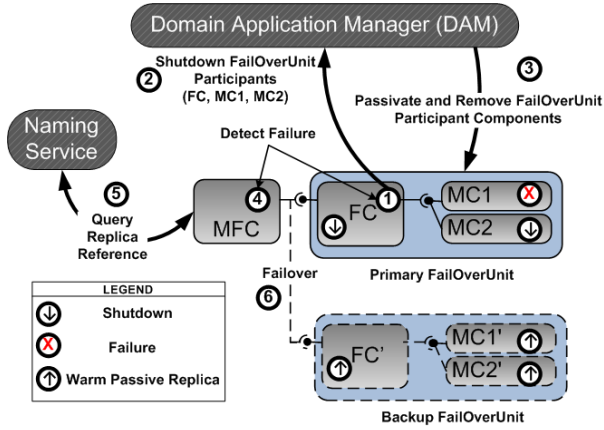 Domain Application Manager (DAM)
2
Shutdown FailOverUnit
Participants
(FC, MC1, MC2)
3
Passivate and Remove FailOverUnit
Participant Components
Naming
Service
Detect Failure
5
Query
Replica
Reference
4
MFC
1
FC
MC1
X
MC2
Primary FailOverUnit
Failover
6
LEGEND
Shutdown
X
Failure
Warm Passive Replica
FC'
MC1'
MC2'
Backup FailOverUnit